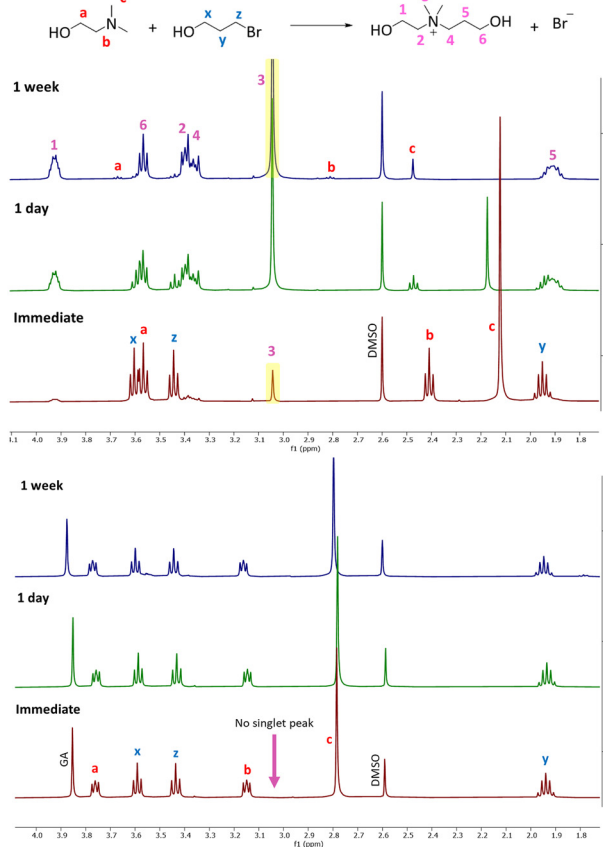 c
a x z 1 3 5 OH
HO N + HO Br HO N + Br−
b y 2 + 4 6
1 week
3
1 6 2 4 a b c 5
1 day
Immediate
x a z 3 DMSO b c y
4.1 4.0 3.9 3.8 3.7 3.6 3.5 3.4 3.3 3.2 3.1 3.0 2.9 2.8 2.7 2.6 2.5 2.4 2.3 2.2 2.1 2.0 1.9 1.8
f1 (ppm)
1 week
1 day
Immediate
No singlet peak
GA a x z b c DMSO y
4.0 3.9 3.8 3.7 3.6 3.5 3.4 3.3 3.2 3.1 3.0 2.9 2.8 2.7 2.6 2.5 2.4 2.3 2.2 2.1 2.0 1.9 1.8
f1 (ppm)